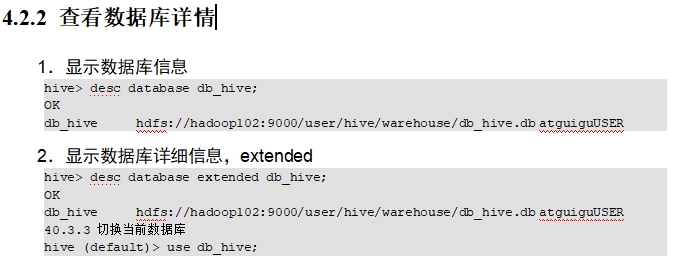 4.2.2 查看数据库详情
1．显示数据库信息
hive> desc database db_hive;
OK
db_hive hdfs://hadoop102:9000/user/hive/warehouse/db_hive.db atguiguUSER
2．显示数据库详细信息，extended
hive> desc database extended db_hive;
OK
db_hive hdfs://hadoop102:9000/user/hive/warehouse/db_hive.db atguiguUSER
40.3.3 切换当前数据库
hive (default)> use db_hive;